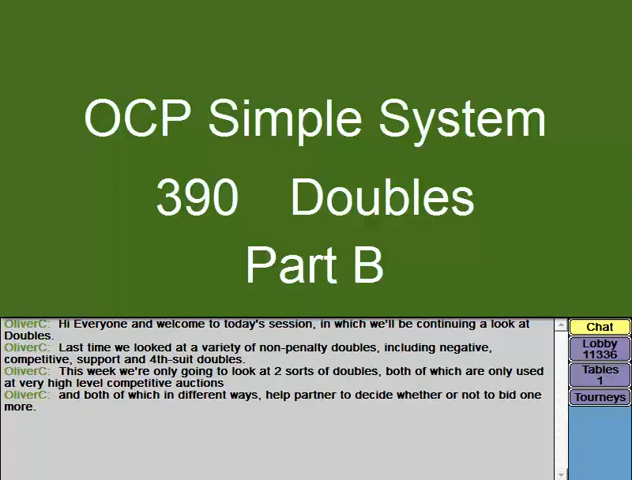 OCP Simple System
390 Doubles
Part B
OliverC: Hi Everyone and welcome to today's session, in which we'll be continuing a look at
Doubles.
OliverC: Last time we looked at a variety of non-penalty doubles, including negative,
competitive, support and 4th-suit doubles.
OliverC: This week we're only going to look at 2 sorts of doubles, both of which are only used
at very high level competitive auctions
OliverC: and both of which in different ways, help partner to decide whether or not to bid one
more.
Chat
Lobby
11336
Tables
1
Tourneys